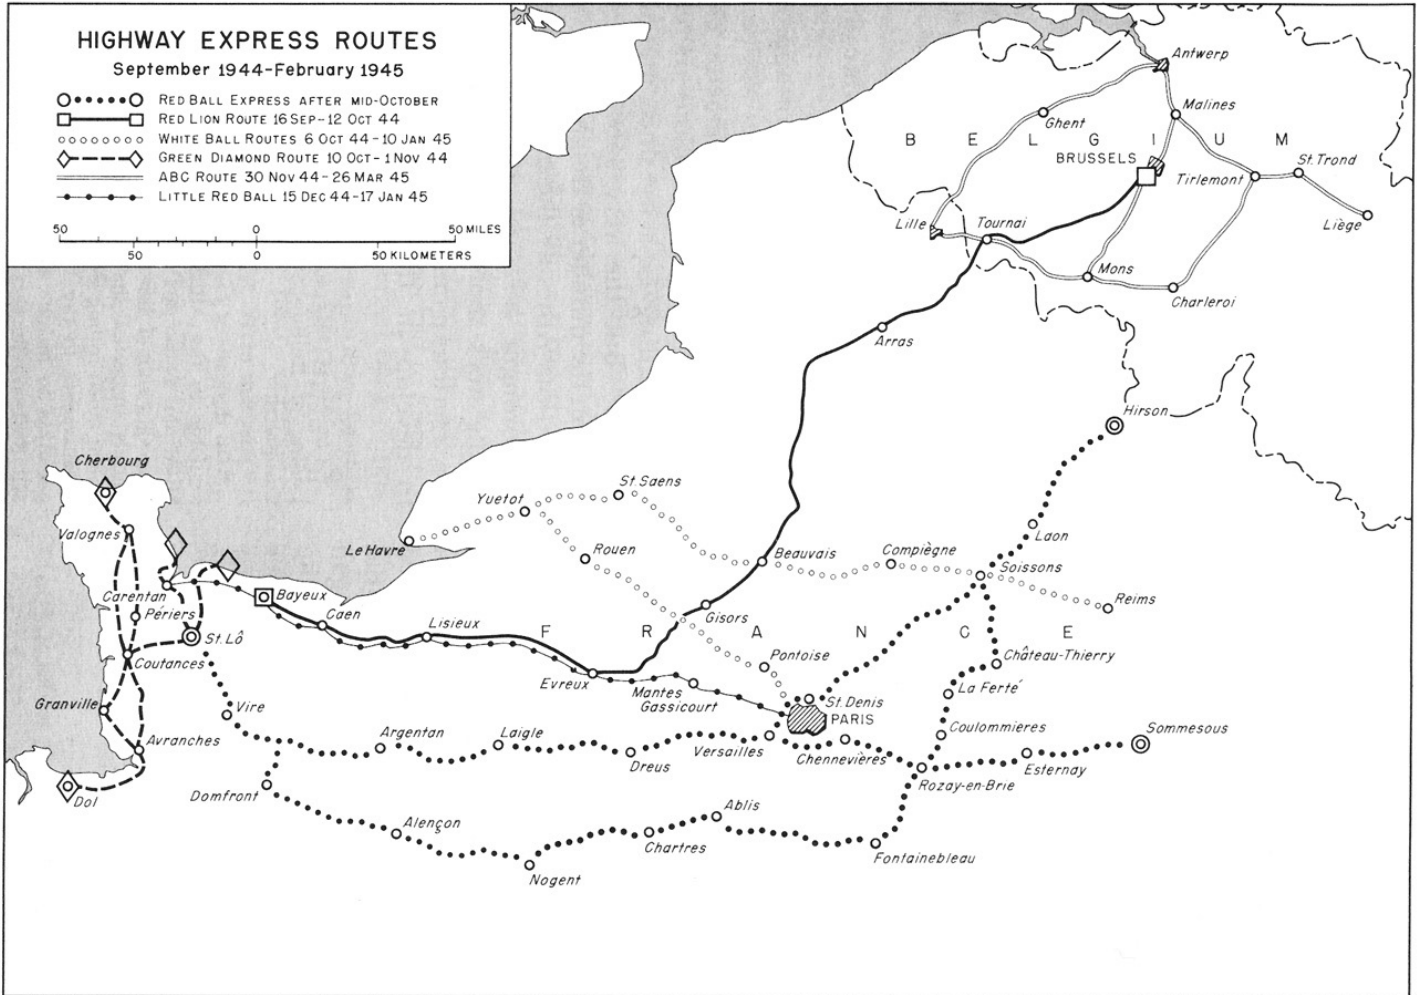 HIGHWAY EXPRESS ROUTES
September 1944-February 1945
RED BALL EXPRESS AFTER MID-OCTOBER
RED LION ROUTE 16 SEP-12 OCT 44
WHITE BALL ROUTES 6 OCT 44-10 JAN 45
GREEN DIAMOND ROUTE 10 OCT-1 NOV 44
ABC ROUTE 30 NOV 44-26 MAR 45
LITTLE RED BALL 15 DEC 44-17 JAN 45
50 0 50 MILES
50 0 50 KILOMETERS
Antwerp
Malines
Ghent
BELGIUM
BRUSSELS
St. Trond
Tirlemont
Lille
Tournai
Liège
Mons
Charleroi
Arras
Hirson
Cherbourg
St. Saens
Yuetot
Valognes
Laon
Le Havre
Rouen
Beauvais
Compiègne
Soissons
Carentan
Bayeux
Reims
Périers
Caen
Gisors
St. Lô
Lisieux
FRANCE
Coutances
Pontoise
Château-Thierry
Evreux
Mantes
Gassicourt
La Ferté
Granville
Vire
St. Denis
PARIS
Avranches
Argentan
Laigle
Versailles
Coulommieres
Sommesous
Dreus
Chennevières
Esternay
Dol
Domfront
Rozay-en-Brie
Ablis
Alençon
Chartres
Fontainebleau
Nogent